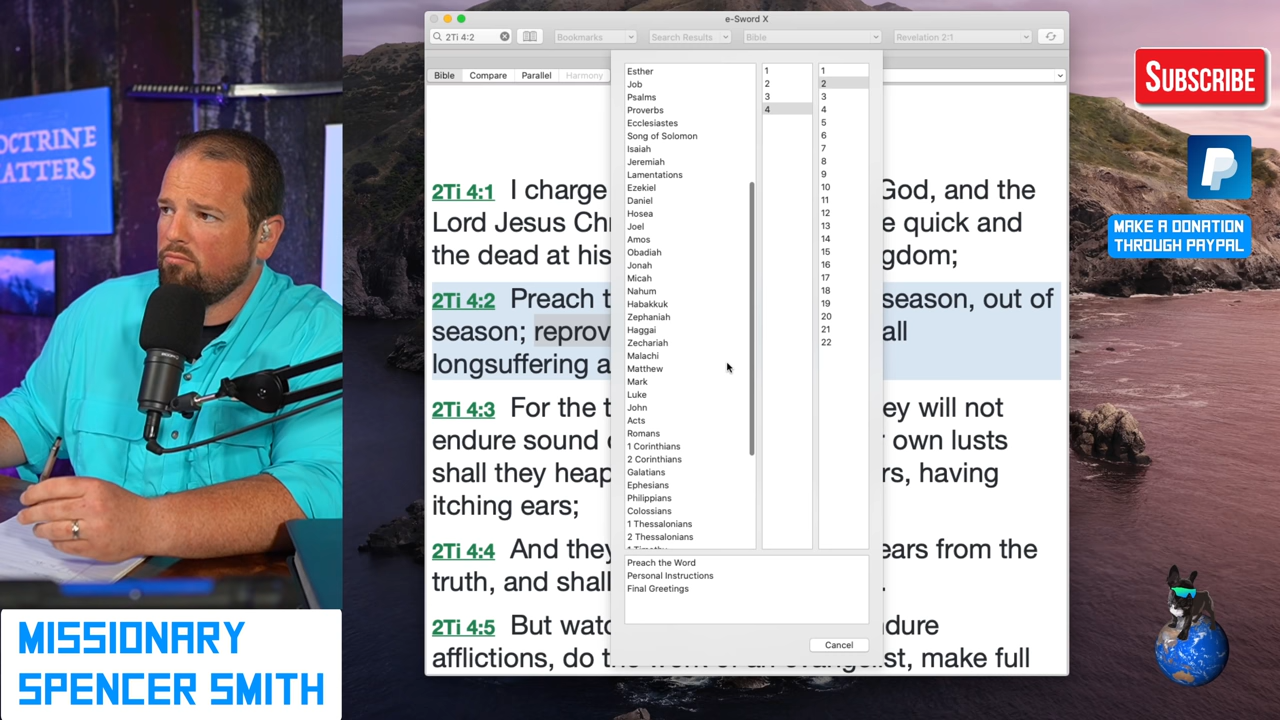 OCTRINE
ATTERS
MISSIONARY
SPENCER SMITH
e-Sword X
2Ti 4:2
Bookmarks
Search Results
Bible
Revelation 2:1
Bible
Compare
Parallel
Harmony
2Ti 4:1 I charge
God, and the
Lord Jesus Chr
e quick and
the dead at his
gdom;
2Ti 4:2 Preach t
season, out of
season; reprov
all
longsuffering a
2Ti 4:3 For the t
ey will not
endure sound
r own lusts
shall they heap
rs, having
itching ears;
2Ti 4:4 And they
ears from the
truth, and shall
2Ti 4:5 But watc
ndure
afflictions, do
, make full
Esther
Job
Psalms
Proverbs
Ecclesiastes
Song of Solomon
Isaiah
Jeremiah
Lamentations
Ezekiel
Daniel
Hosea
Joel
Amos
Obadiah
Jonah
Micah
Nahum
Habakkuk
Zephaniah
Haggai
Zechariah
Malachi
Matthew
Mark
Luke
John
Acts
Romans
1 Corinthians
2 Corinthians
Galatians
Ephesians
Philippians
Colossians
1 Thessalonians
2 Thessalonians
1 Timothy
1
2
3
4
1
2
3
4
5
6
7
8
9
10
11
12
13
14
15
16
17
18
19
20
21
22
Preach the Word
Personal Instructions
Final Greetings
Cancel
SUBSCRIBE
MAKE A DONATION
THROUGH PAYPAL